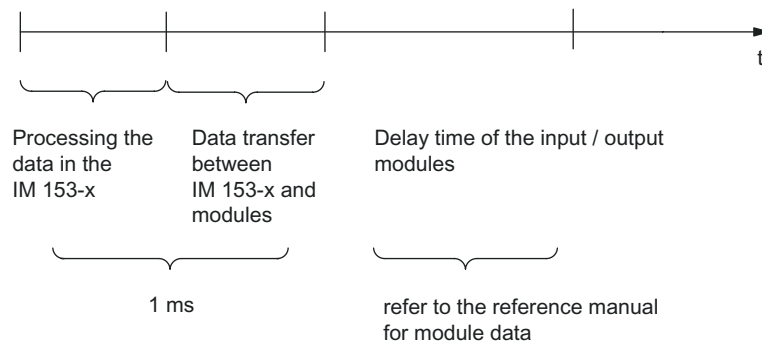 t
Processing the
data in the
IM 153-x
Data transfer
between
IM 153-x and
modules
Delay time of the input / output
modules
1 ms
refer to the reference manual
for module data